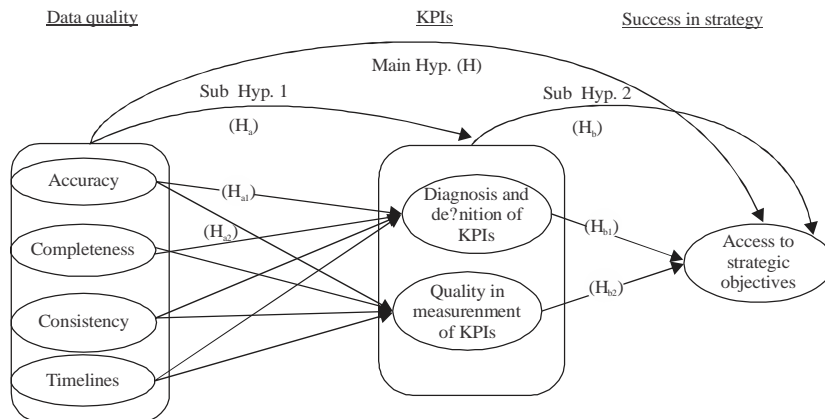 Data quality
KPIs
Success in strategy
Main Hyp. (H)
Sub Hyp. 1
Sub Hyp. 2
(Ha)
(Hb)
Accuracy
(Ha1)
Diagnosis and
de?nition of
KPIs
(Ha2)
(Hb1)
Completeness
Access to
strategic
objectives
Quality in
measurenment
of KPIs
(Hb2)
Consistency
Timelines